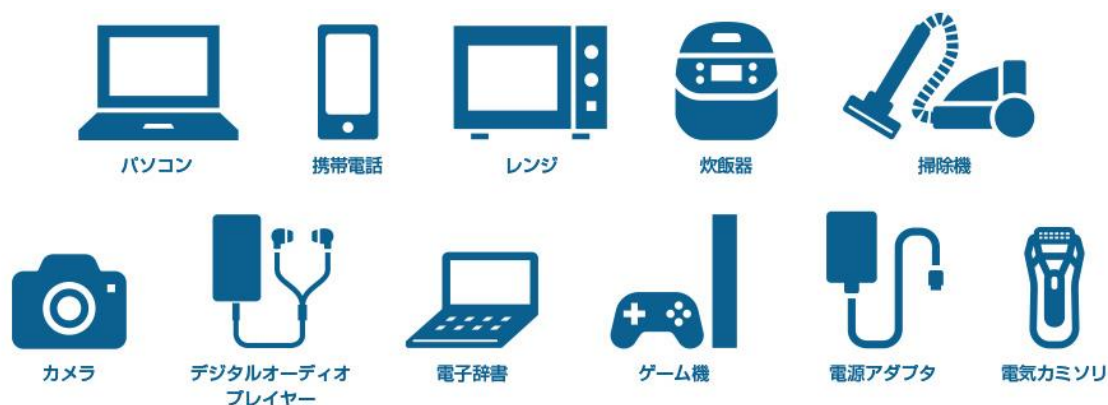 パソコン
携帯電話
レンジ
炊飯器
掃除機
カメラ
デジタルオーディオ
プレイヤー
電子辞書
ゲーム機
電源アダプタ
電気カミソリ